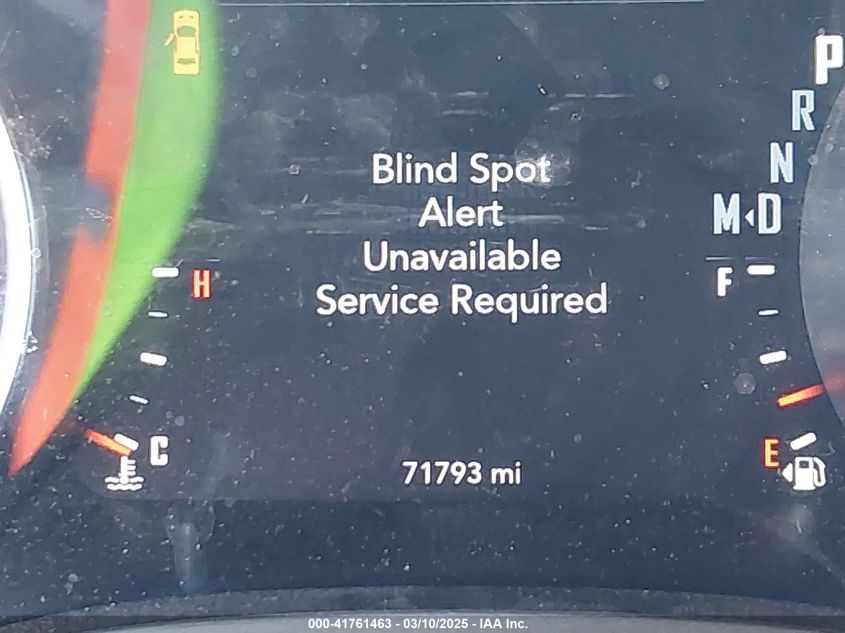 P
R
N
M D
Blind Spot
Alert
Unavailable
Service Required
H
F
C
E
71793 mi
000-41761463 - 03/10/2025 - IAA Inc.